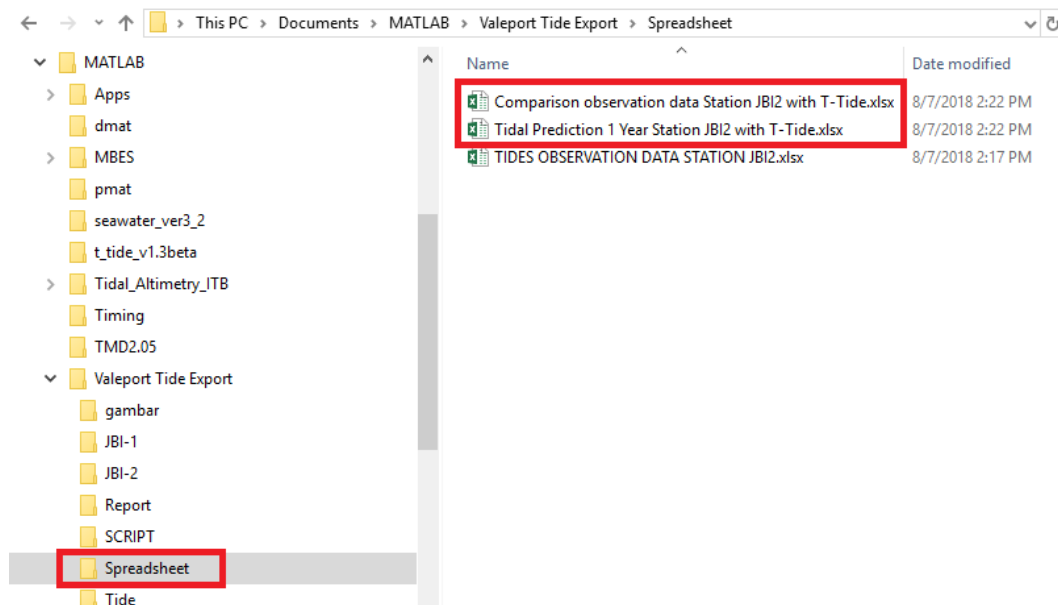 This PC > Documents > MATLAB > Valeport Tide Export > Spreadsheet
MATLAB
Apps
dmat
MBES
pmat
seawater_ver3_2
t_tide_v1.3beta
Tidal_Altimetry_ITB
Timing
TMD2.05
Valeport Tide Export
gambar
JBI-1
JBI-2
Report
SCRIPT
Spreadsheet
Tide
Name Date modified
Comparison observation data Station JBI2 with T-Tide.xlsx 8/7/2018 2:22 PM
Tidal Prediction 1 Year Station JBI2 with T-Tide.xlsx 8/7/2018 2:22 PM
TIDES OBSERVATION DATA STATION JBI2.xlsx 8/7/2018 2:17 PM